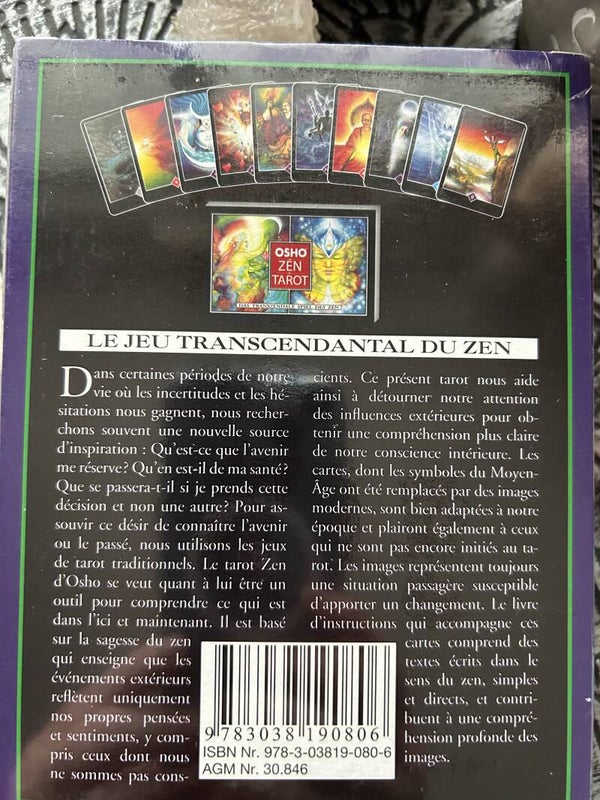 OSHO
ZEN
TAROT
DAS TRANSZENDALE SPIEL DES ZEN
LE JEU TRANSCENDANTAL DU ZEN
Dans certaines périodes de notre
vie où les incertitudes et les hé-
sitations nous gagnent, nous recher-
chons souvent une nouvelle source
d'inspiration : Qu'est-ce que l'avenir
me réserve? Qu'en est-il de ma santé?
Que se passera-t-il si je prends cette
décision et non une autre? Pour as-
souvir ce désir de connaître l'avenir
ou le passé, nous utilisons les jeux
de tarot traditionnels. Le tarot Zen
d'Osho se veut quant à lui être un
outil pour comprendre ce qui est
dans l'ici et maintenant. Il est basé
sur la sagesse du zen
qui enseigne que les
événements extérieurs
reflètent uniquement
nos propres pensées
et sentiments, y com-
pris ceux dont nous
ne sommes pas cons-
cients. Ce présent tarot nous aide
ainsi à détourner notre attention
des influences extérieures pour ob-
tenir une compréhension plus claire
de notre conscience intérieure. Les
cartes, dont les symboles du Moyen-
Âge ont été remplacés par des images
modernes, sont bien adaptées à notre
époque et plairont également à ceux
qui ne sont pas encore initiés au ta-
rot. Les images représentent toujours
une situation passagère susceptible
d'apporter un changement. Le livre
d'instructions qui accompagne ces
cartes comprend des
textes écrits dans le
sens du zen, simples
et directs, et contri-
buent à une compré-
hension profonde des
images.
9 783038 190806
ISBN Nr. 978-3-03819-080-6
AGM Nr. 30.846